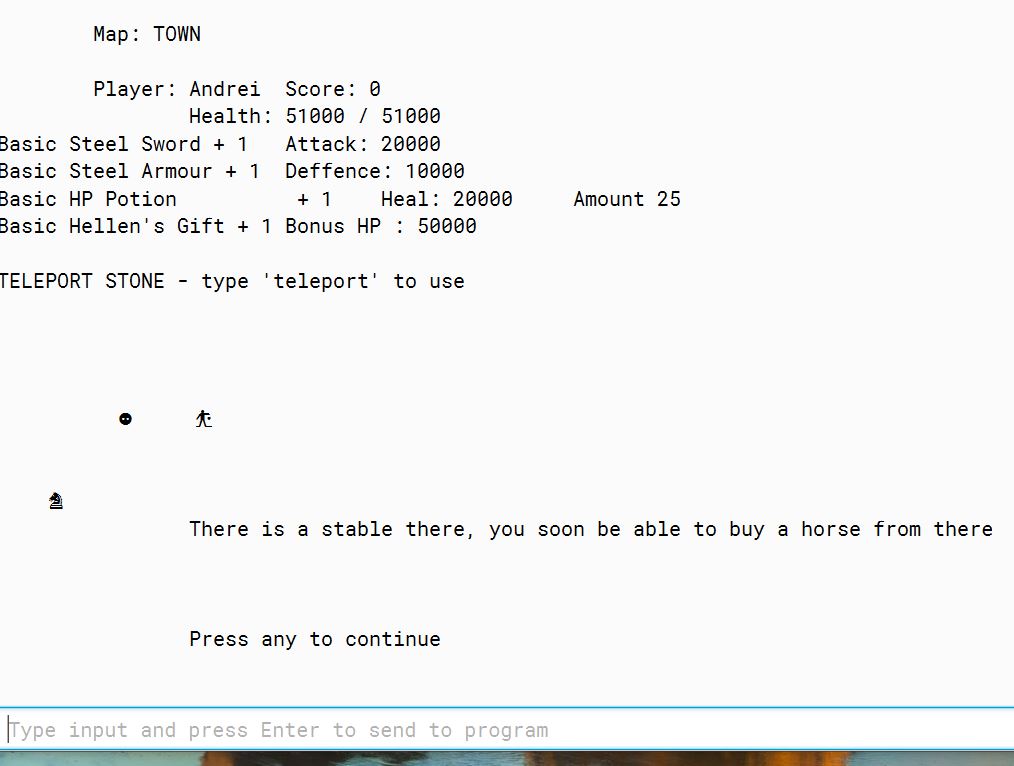 Map: TOWN
Player: Andrei Score: 0
Health: 51000 / 51000
Basic Steel Sword + 1 Attack: 20000
Basic Steel Armour + 1 Deffence: 10000
Basic HP Potion + 1 Heal: 20000 Amount 25
Basic Hellen's Gift + 1 Bonus HP : 50000
TELEPORT STONE - type 'teleport' to use
There is a stable there, you soon be able to buy a horse from there
Press any to continue
Type input and press Enter to send to program